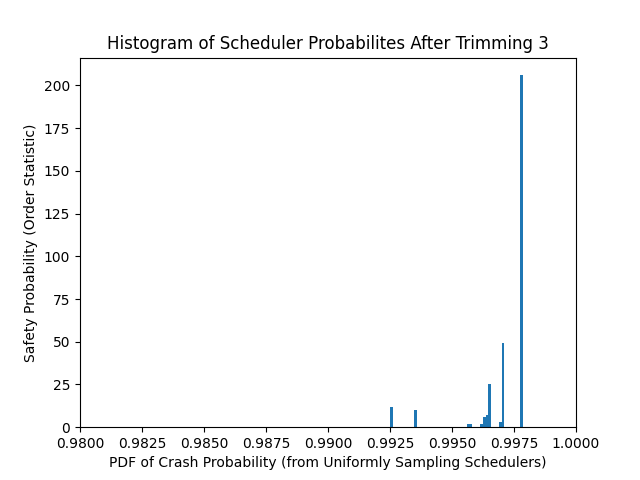 Histogram of Scheduler Probabilites After Trimming 3
200
175
150
125
100
75
50
25
0
Safety Probability (Order Statistic)
0.9800 0.9825 0.9850 0.9875 0.9900 0.9925 0.9950 0.9975 1.0000
PDF of Crash Probability (from Uniformly Sampling Schedulers)